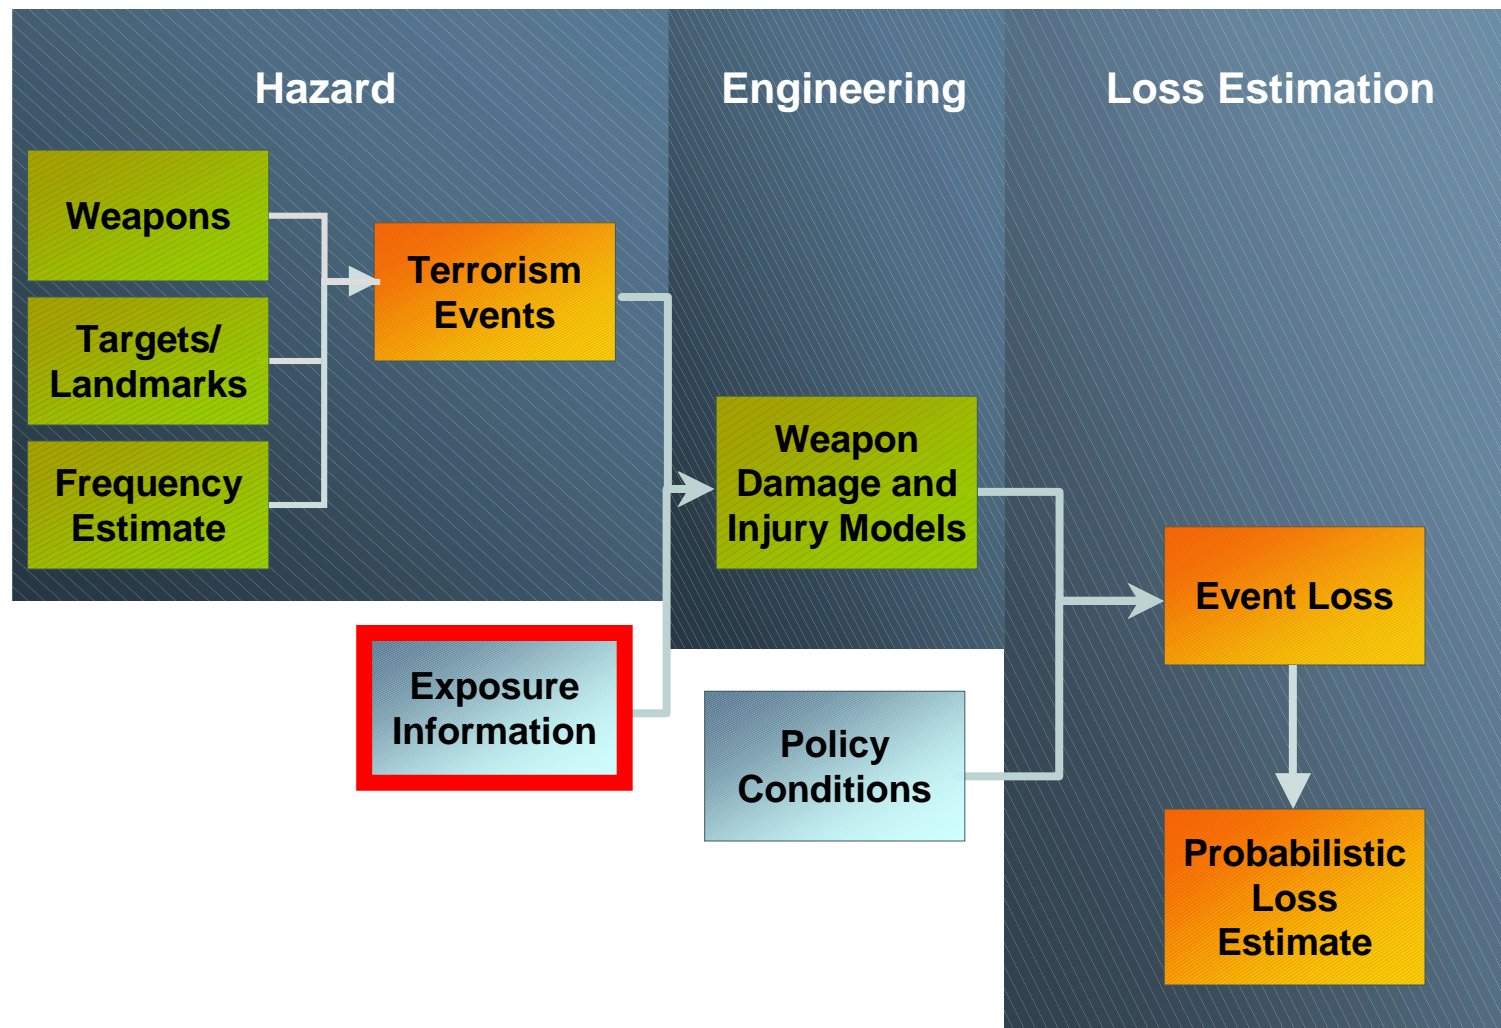 Hazard
Engineering
Loss Estimation
Weapons
Targets/
Landmarks
Frequency
Estimate
Terrorism
Events
Exposure
Information
Weapon
Damage and
Injury Models
Policy
Conditions
Event Loss
Probabilistic
Loss
Estimate